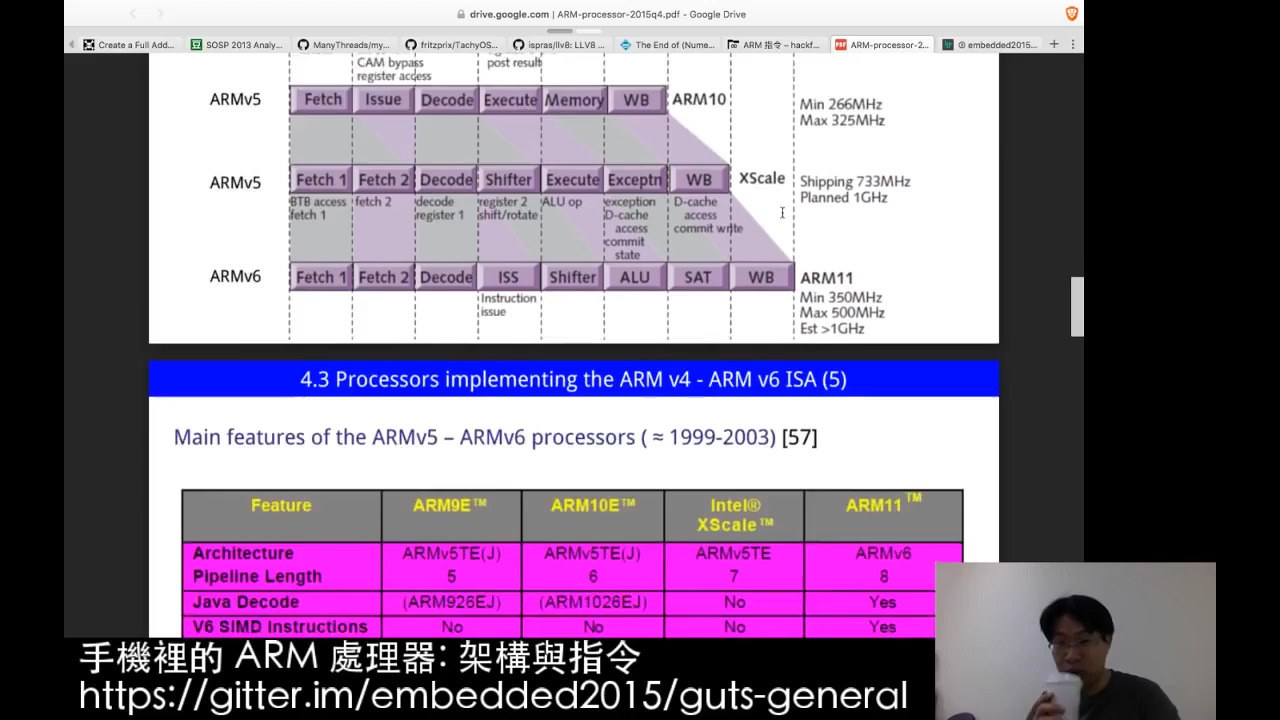 drive.google.com | ARM-processor-2015q4.pdf - Google Drive
Create a Full Add... SOSP 2013 Analy... ManyThreads/my... fritzprix/TachyOS... ispras/llv8: LLV8 ... The End of (Nume... ARM 指令 ~ hackf... ARM-processor-2... @ embedded2015...
CAM bypass
register access
post result
ARMv5 Fetch Issue Decode Execute Memory WB ARM10
Min 266MHz
Max 325MHz
ARMv5 Fetch 1 Fetch 2 Decode Shifter Execute Exceptn WB XScale
Shipping 733MHz
Planned 1GHz
BTB access
fetch 1
fetch 2
decode
register 1
register 2
shift/rotate
ALU op
exception
D-cache
access
commit
state
D-cache
access
commit write
ARMv6 Fetch 1 Fetch 2 Decode ISS Shifter ALU SAT WB ARM11
Instruction
issue
Min 350MHz
Max 500MHz
Est >1GHz
4.3 Processors implementing the ARM v4 - ARM v6 ISA (5)
Main features of the ARMv5 – ARMv6 processors ( ≈ 1999-2003) [57]
Feature ARM9E™ ARM10E™ Intel® XScale™ ARM11™
Architecture ARMv5TE(J) ARMv5TE(J) ARMv5TE ARMv6
Pipeline Length 5 6 7 8
Java Decode (ARM926EJ) (ARM1026EJ) No Yes
V6 SIMD Instructions No No No Yes
手機裡的 ARM 處理器: 架構與指令
https://gitter.im/embedded2015/guts-general